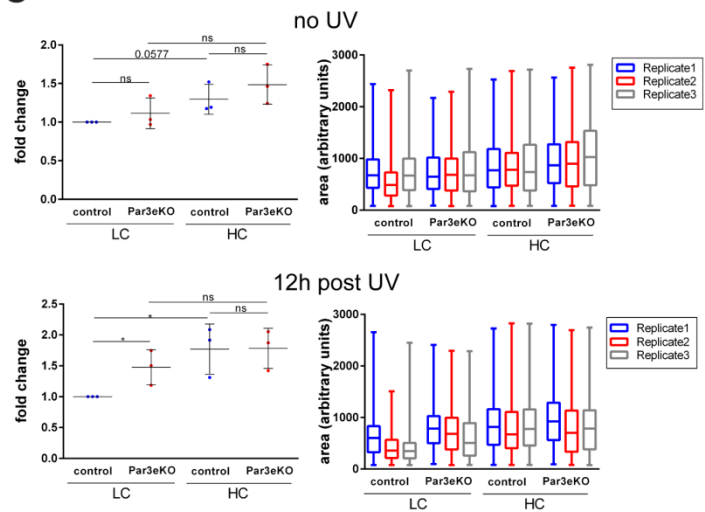 no UV
ns
0.0577
ns
ns
2.0
1.5
1.0
0.5
0.0
fold change
control Par3eKO control Par3eKO
LC HC
3000
2000
1000
0
area (arbitrary units)
control Par3eKO control Par3eKO
LC HC
Replicate1
Replicate2
Replicate3
12h post UV
ns
*
ns
*
2.5
2.0
1.5
1.0
0.5
0.0
fold change
control Par3eKO control Par3eKO
LC HC
3000
2000
1000
0
area (arbitrary units)
control Par3eKO control Par3eKO
LC HC
Replicate1
Replicate2
Replicate3